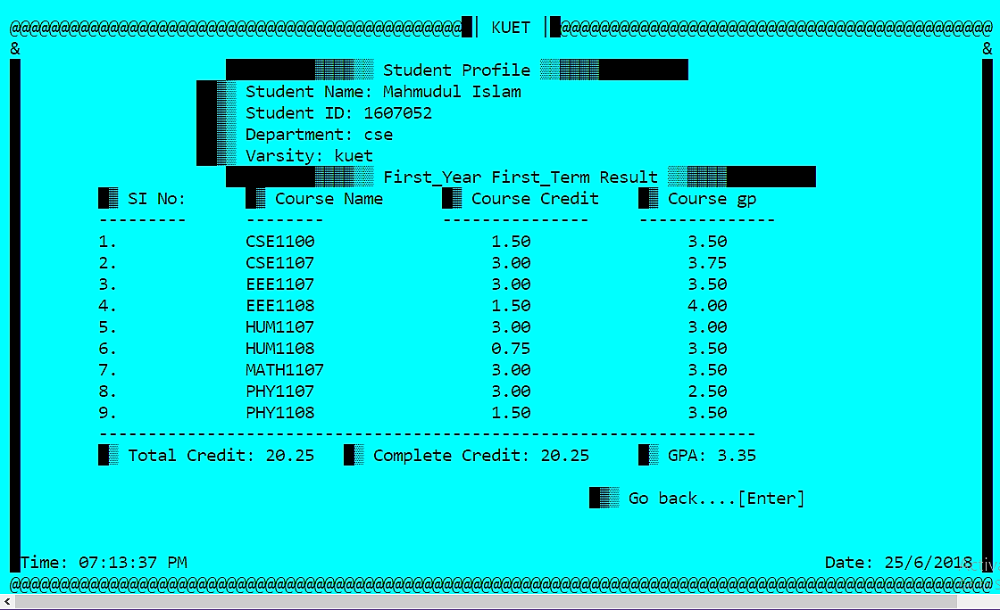 @@@@@@@@@@@@@@@@@@@@@@@@@@@@@@@@@@@@@@@@@@@@@@█| KUET |█@@@@@@@@@@@@@@@@@@@@@@@@@@@@@@@@@@@@@@@@@@@@
& &
Student Profile
Student Name: Mahmudul Islam
Student ID: 1607052
Department: cse
Varsity: kuet
First_Year First_Term Result
SI No: Course Name Course Credit Course gp
--------- -------- --------------- --------------
1. CSE1100 1.50 3.50
2. CSE1107 3.00 3.75
3. EEE1107 3.00 3.50
4. EEE1108 1.50 4.00
5. HUM1107 3.00 3.00
6. HUM1108 0.75 3.50
7. MATH1107 3.00 3.50
8. PHY1107 3.00 2.50
9. PHY1108 1.50 3.50
-------------------------------------------------------------------
Total Credit: 20.25 Complete Credit: 20.25 GPA: 3.35
Go back....[Enter]
Time: 07:13:37 PM Date: 25/6/2018
@@@@@@@@@@@@@@@@@@@@@@@@@@@@@@@@@@@@@@@@@@@@@@@@@@@@@@@@@@@@@@@@@@@@@@@@@@@@@@@@@@@@@@@@@@@@@@@@@@@@